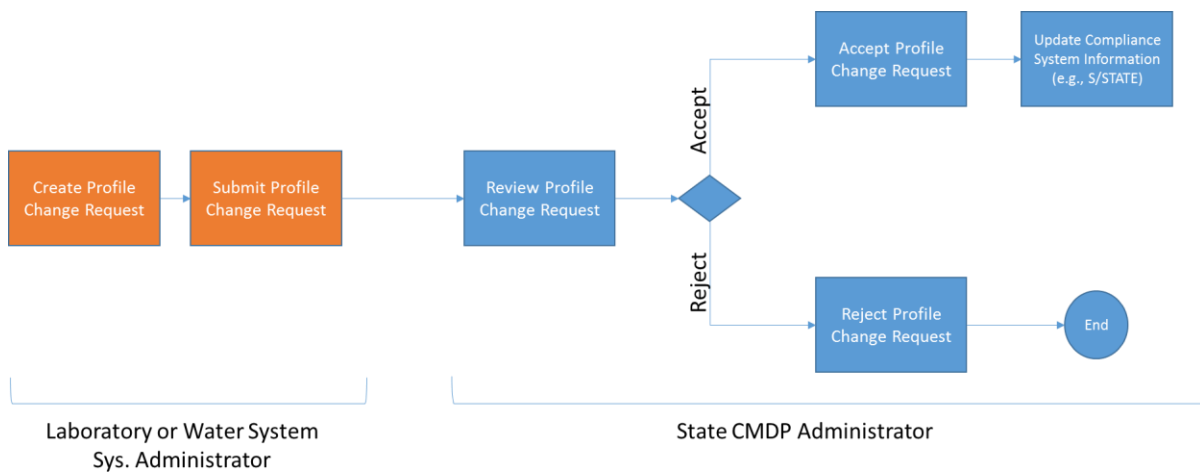 Create Profile
Change Request
Submit Profile
Change Request
Review Profile
Change Request
Accept
Reject
Accept Profile
Change Request
Update Compliance
System Information
(e.g., S/STATE)
Reject Profile
Change Request
End
Laboratory or Water System
Sys. Administrator
State CMDP Administrator